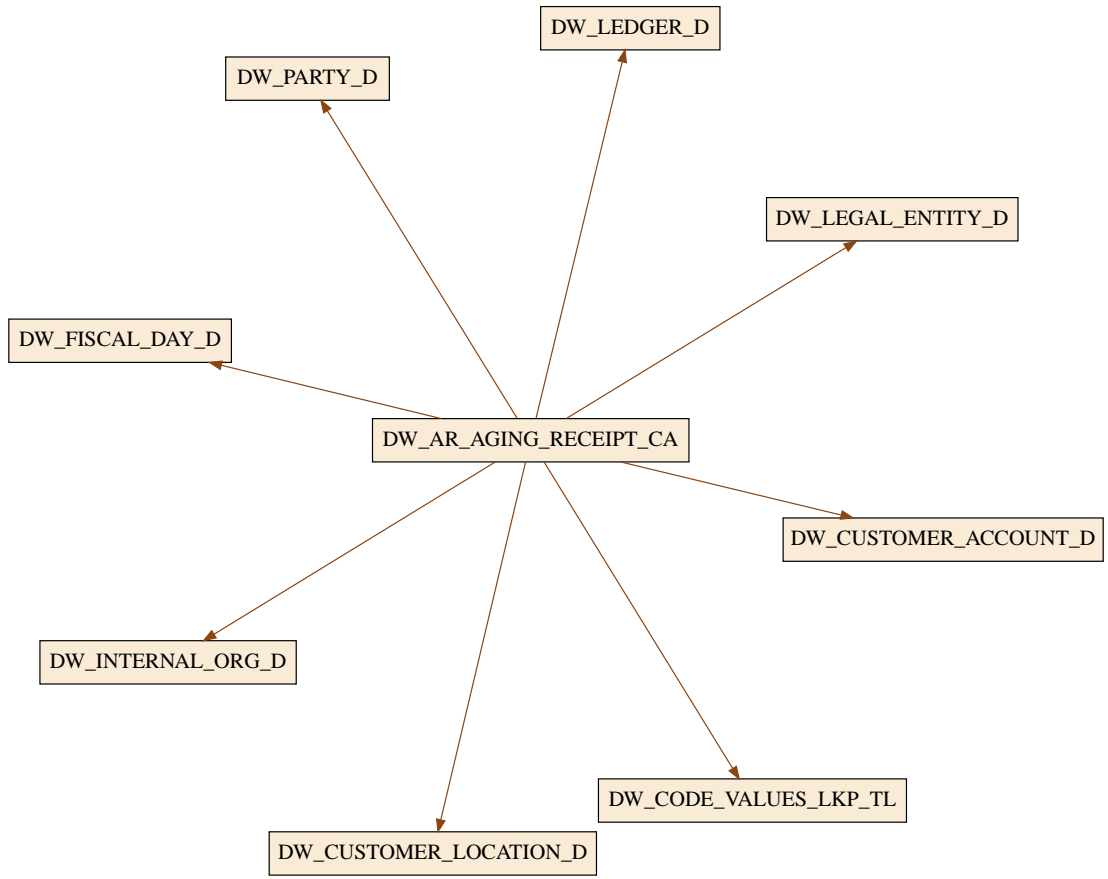 DW_LEDGER_D
DW_PARTY_D
DW_LEGAL_ENTITY_D
DW_FISCAL_DAY_D
DW_AR_AGING_RECEIPT_CA
DW_CUSTOMER_ACCOUNT_D
DW_INTERNAL_ORG_D
DW_CODE_VALUES_LKP_TL
DW_CUSTOMER_LOCATION_D